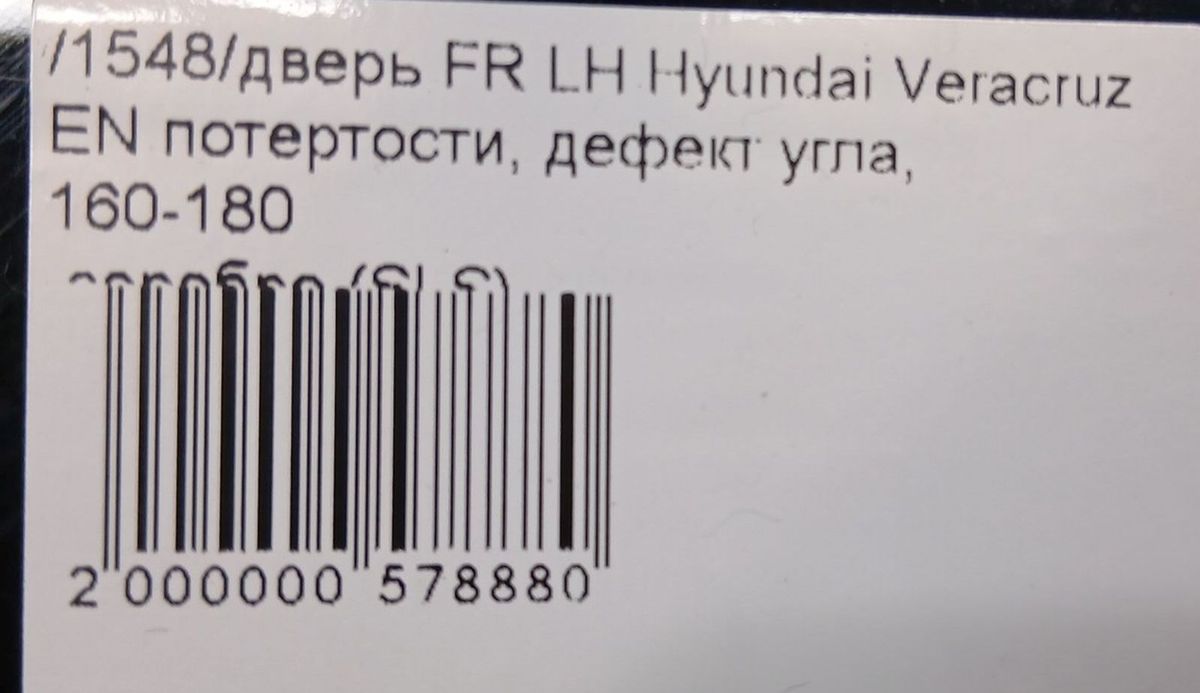 /1548/дверь FR LH Hyundai Veracruz
EN потертости, дефект угла,
160-180
2 000000 578880